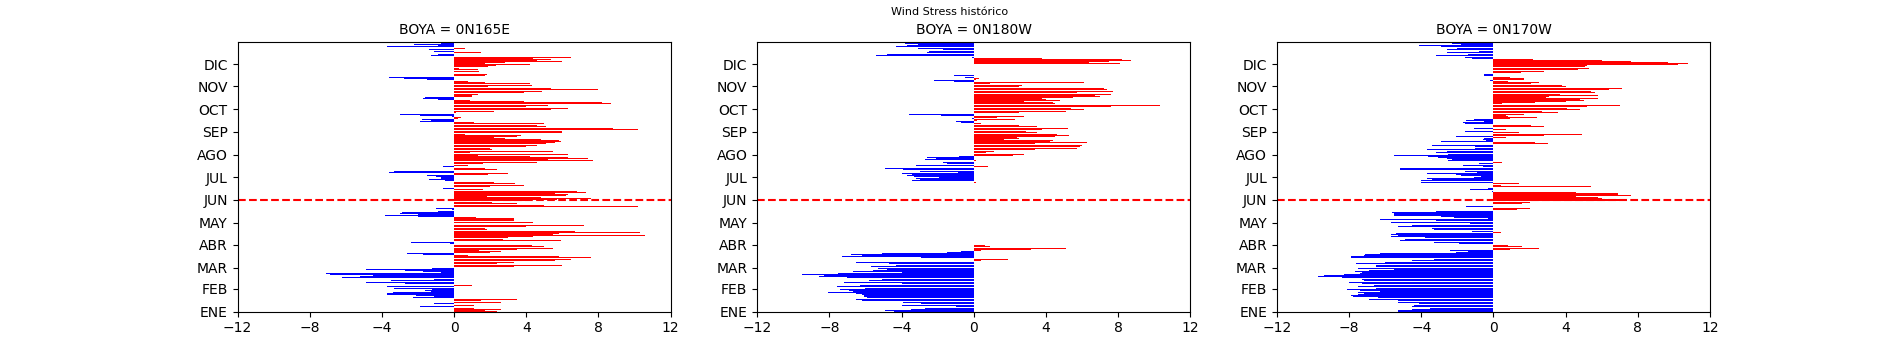 Wind Stress histórico
BOYA = 0N165E
DIC
NOV
OCT
SEP
AGO
JUL
JUN
MAY
ABR
MAR
FEB
ENE
−12 −8 −4 0 4 8 12
BOYA = 0N180W
DIC
NOV
OCT
SEP
AGO
JUL
JUN
MAY
ABR
MAR
FEB
ENE
−12 −8 −4 0 4 8 12
BOYA = 0N170W
DIC
NOV
OCT
SEP
AGO
JUL
JUN
MAY
ABR
MAR
FEB
ENE
−12 −8 −4 0 4 8 12